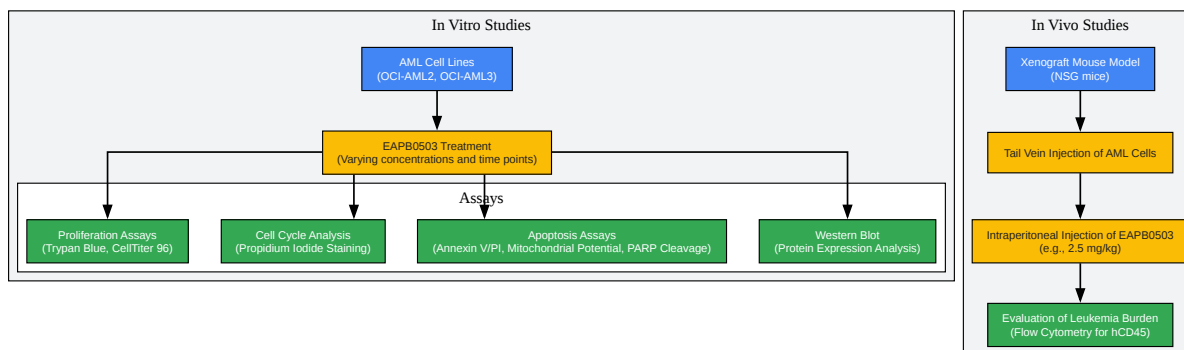 In Vitro Studies
AML Cell Lines
(OCI-AML2, OCI-AML3)
EAPB0503 Treatment
(Varying concentrations and time points)
Assays
Proliferation Assays
(Trypan Blue, CellTiter 96)
Cell Cycle Analysis
(Propidium Iodide Staining)
Apoptosis Assays
(Annexin V/PI, Mitochondrial Potential, PARP Cleavage)
Western Blot
(Protein Expression Analysis)
In Vivo Studies
Xenograft Mouse Model
(NSG mice)
Tail Vein Injection of AML Cells
Intraperitoneal Injection of EAPB0503
(e.g., 2.5 mg/kg)
Evaluation of Leukemia Burden
(Flow Cytometry for hCD45)